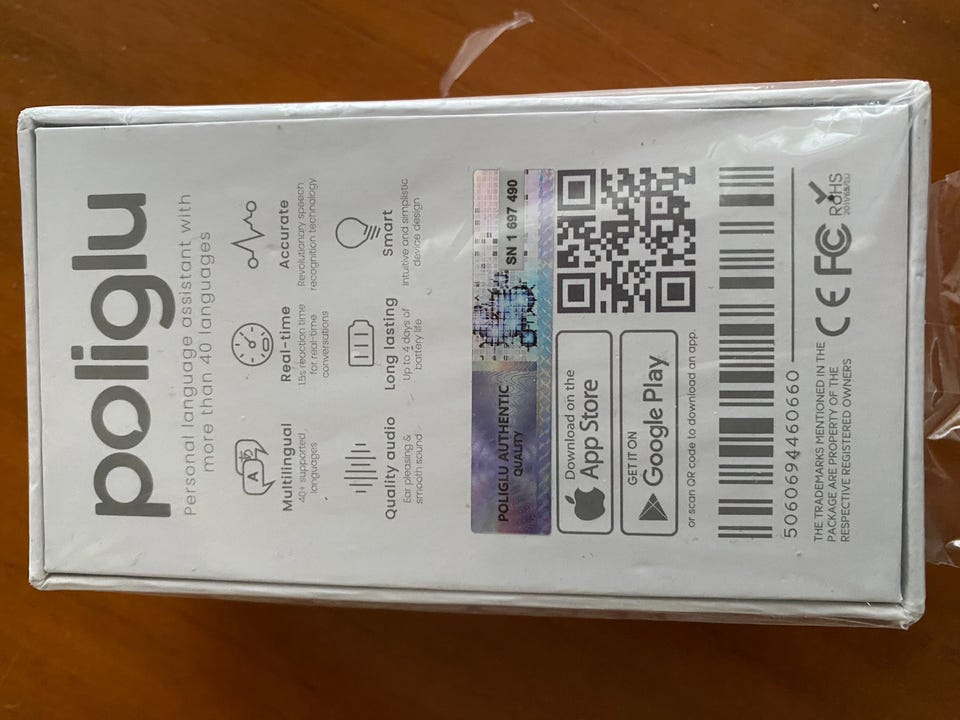 poliglu
Personal language assistant with
more than 40 languages
Multilingual
40+ supported
languages
Real-time
1.5s reaction time
for real-time
conversations
Accurate
Revolutionary speech
recognition technology
Quality audio
Ear pleasing &
smooth sound
Long lasting
Up to 4 days of
battery life
Smart
Intuitive and simplistic
device design
POLIGLU AUTHENTIC
QUALITY
SN 1 697 490
Download on the
App Store
GET IT ON
Google Play
or scan QR code to download an app.
5060694460660
THE TRADEMARKS MENTIONED IN THE
PACKAGE ARE PROPERTY OF THE
RESPECTIVE REGISTERED OWNERS
CE FC RoHS
2011/65/EU